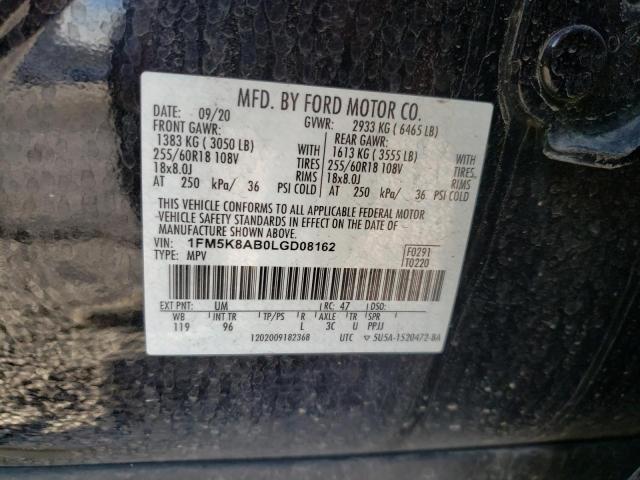 MFD. BY FORD MOTOR CO.
DATE: 09/20 GVWR: 2933 KG ( 6465 LB)
FRONT GAWR: REAR GAWR:
1383 KG ( 3050 LB) WITH 1613 KG ( 3555 LB) WITH
255/60R18 108V TIRES 255/60R18 108V TIRES
18x8.0J RIMS 18x8.0J RIMS
AT 250 kPa/ 36 PSI COLD AT 250 kPa/ 36 PSI COLD
THIS VEHICLE CONFORMS TO ALL APPLICABLE FEDERAL MOTOR
VEHICLE SAFETY STANDARDS IN EFFECT ON THE DATE OF
MANUFACTURE SHOWN ABOVE.
VIN: 1FM5K8AB0LGD08162 F0291
TYPE: MPV T0220
EXT PNT: UM RC: 47 DSO:
WB INT TR TP/PS R AXLE TR SPR
119 96 L 3C U PPJJ
1202009182368 UTC ▽ 5U5A-1520472-BA